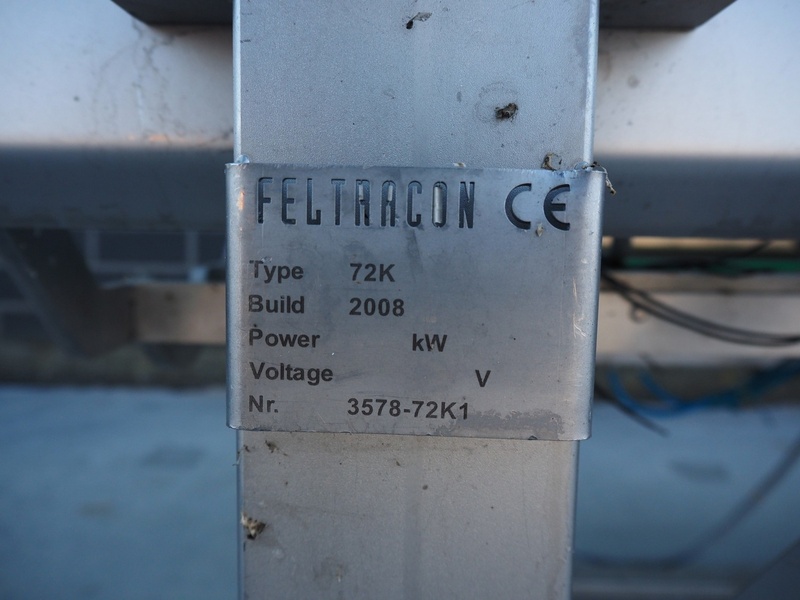 FELTRACON CE
Type 72K
Build 2008
Power kW
Voltage V
Nr. 3578-72K1